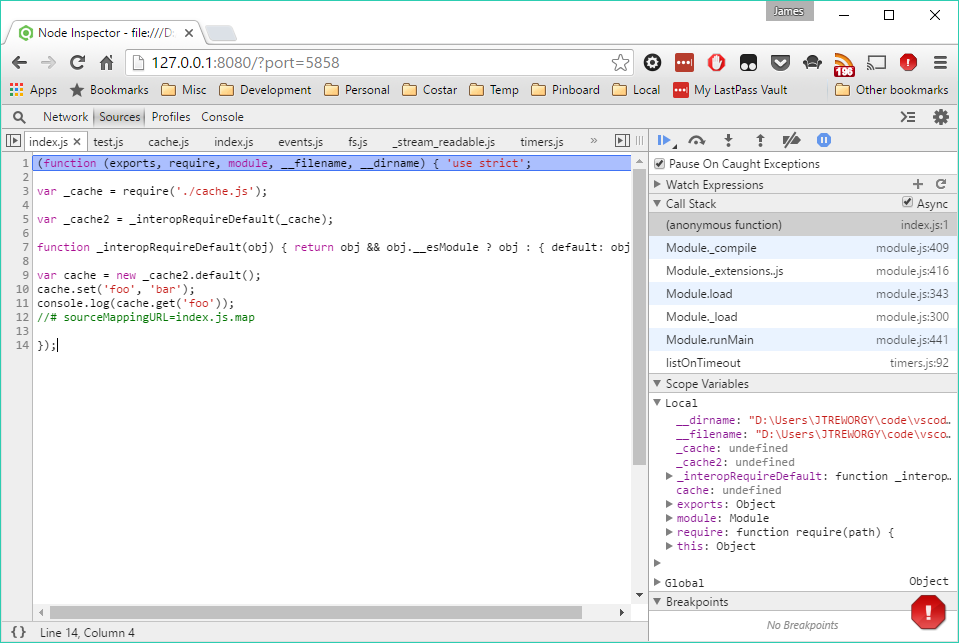 James
Node Inspector - file:///D:
127.0.0.1:8080/?port=5858
196
Apps Bookmarks Misc Development Personal Costar Temp Pinboard Local My LastPass Vault Other bookmarks
Network Sources Profiles Console
index.js × test.js cache.js index.js events.js fs.js _stream_readable.js timers.js »
1 (function (exports, require, module, __filename, __dirname) { 'use strict';
2
3 var _cache = require('./cache.js');
4
5 var _cache2 = _interopRequireDefault(_cache);
6
7 function _interopRequireDefault(obj) { return obj && obj.__esModule ? obj : { default: obj
8
9 var cache = new _cache2.default();
10 cache.set('foo', 'bar');
11 console.log(cache.get('foo'));
12 //# sourceMappingURL=index.js.map
13
14 });
{} Line 14, Column 4
Pause On Caught Exceptions
Watch Expressions
Call Stack Async
(anonymous function) index.js:1
Module._compile module.js:409
Module._extensions..js module.js:416
Module.load module.js:343
Module._load module.js:300
Module.runMain module.js:441
listOnTimeout timers.js:92
Scope Variables
Local
__dirname: "D:\Users\JTREWORGY\code\vscod…
__filename: "D:\Users\JTREWORGY\code\vsco…
_cache: undefined
_cache2: undefined
_interopRequireDefault: function _interop…
cache: undefined
exports: Object
module: Module
require: function require(path) {
this: Object
Global Object
Breakpoints
No Breakpoints